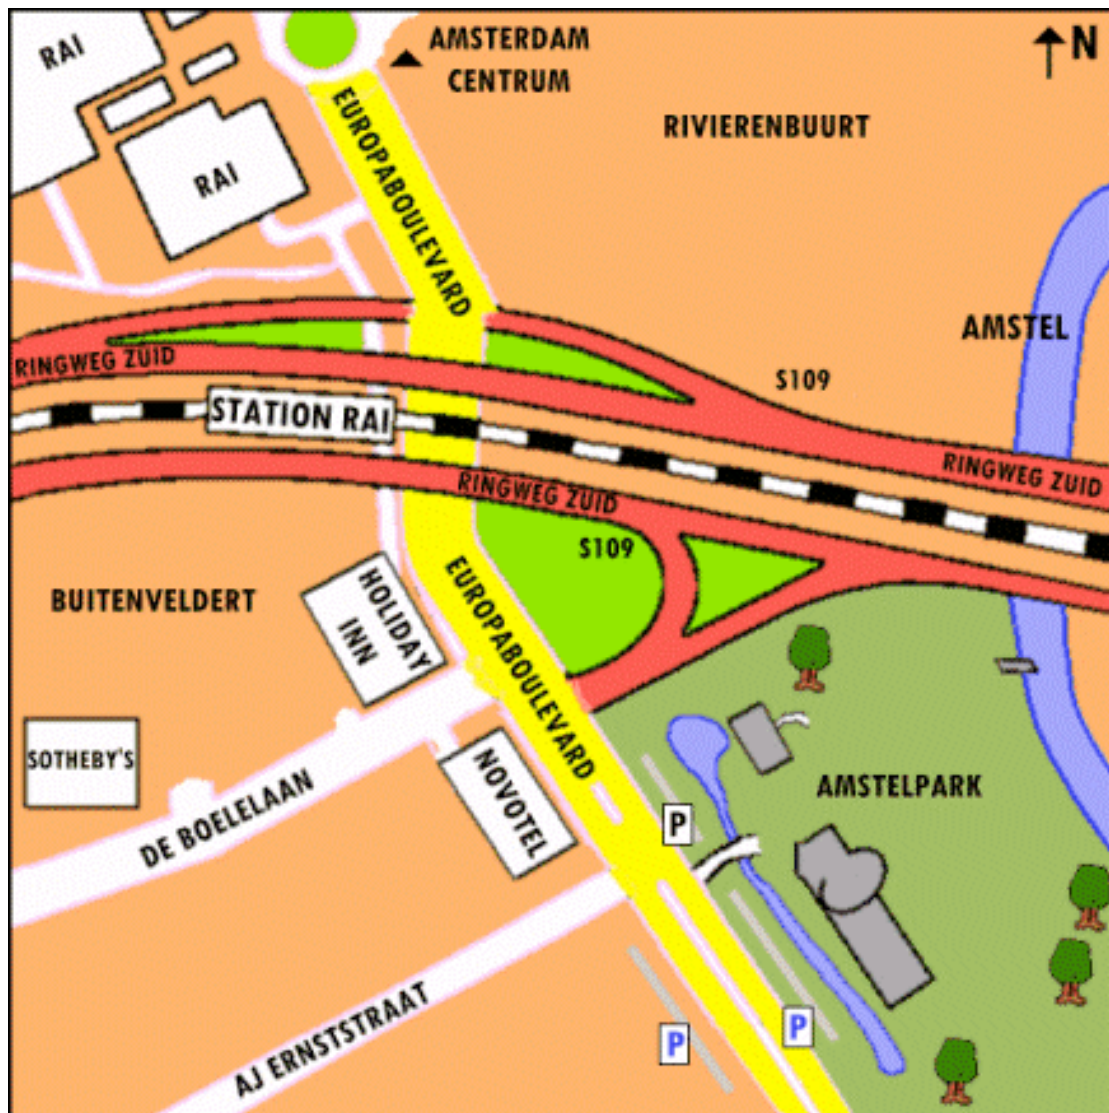 RAI
AMSTERDAM
CENTRUM
N
RIVIERENBUURT
RAI
EUROPABOULEVARD
AMSTEL
RINGWEG ZUID
S109
STATION RAI
RINGWEG ZUID
RINGWEG ZUID
S109
BUITENVELDERT
HOLIDAY
INN
EUROPABOULEVARD
SOTHEBY'S
NOVOTEL
AMSTELPARK
DE BOELELAAN
P
AJ ERNSTSTRAAT
P
P